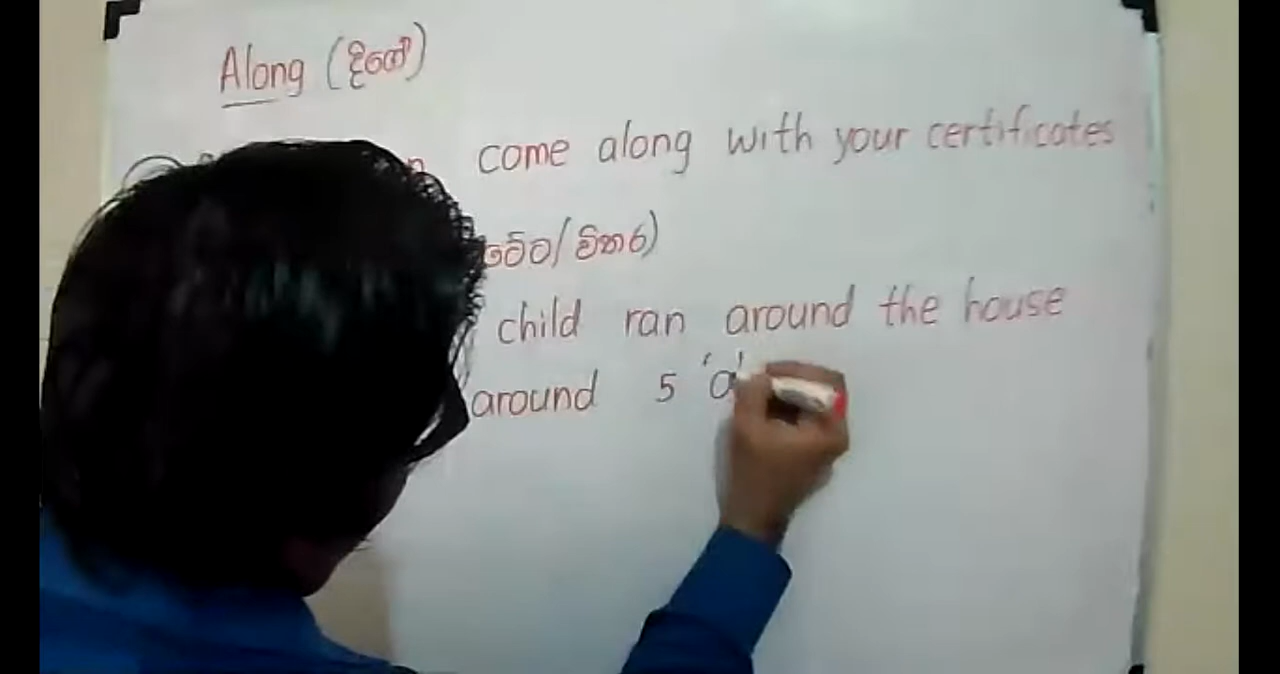 Along (දිගේ)
come along with your certificates
වටේට/විතර)
child ran around the house
around 5 'o'